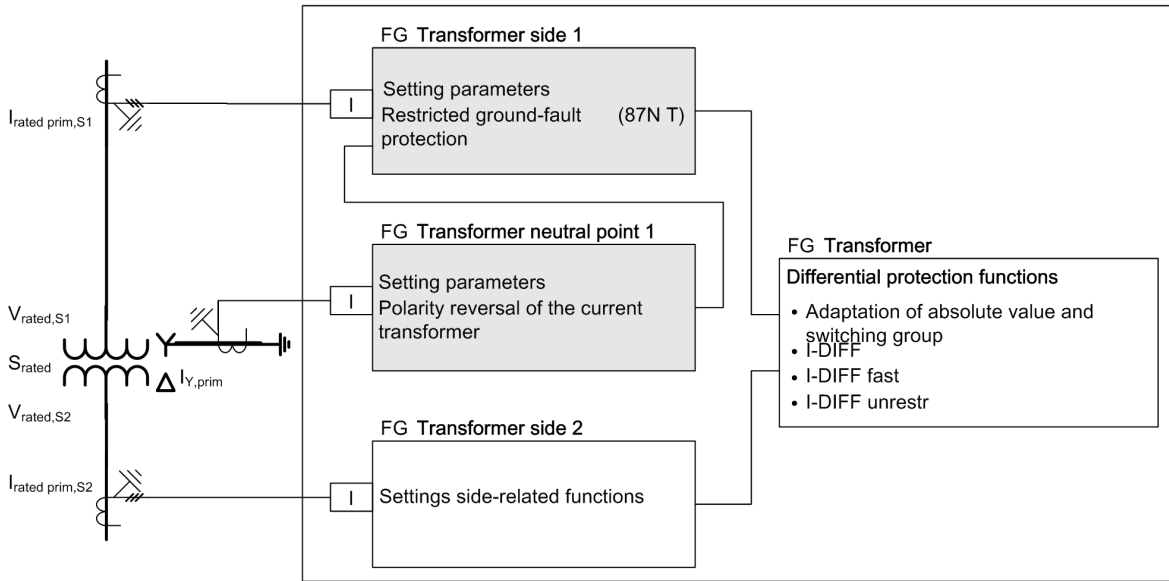 FG Transformer side 1
I
Setting parameters
Restricted ground-fault (87N T)
protection
I rated prim,S1
FG Transformer neutral point 1
I
Setting parameters
Polarity reversal of the current
transformer
FG Transformer
Differential protection functions
• Adaptation of absolute value and
switching group
• I-DIFF
• I-DIFF fast
• I-DIFF unrestr
V rated,S1
Y
S rated
Δ I Y,prim
V rated,S2
FG Transformer side 2
I
Settings side-related functions
I rated prim,S2